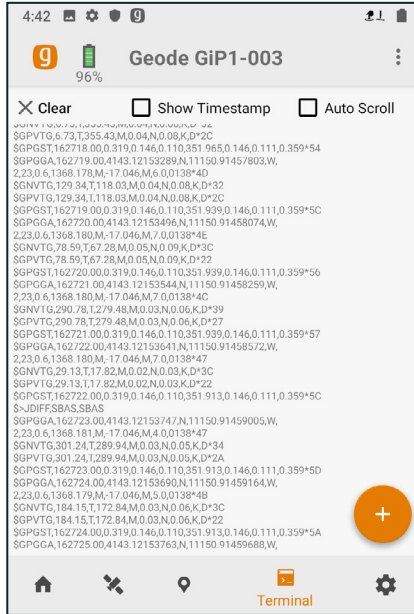 4:42
g
g
96%
Geode GiP1-003
Clear
Show Timestamp
Auto Scroll
$GPVTG,6.73,T,355.43,M,0.04,N,0.08,K,D*2C
$GPGST,162718.00,0.319,0.146,0.110,351.965,0.146,0.111,0.359*54
$GPGGA,162719.00,4143.12153289,N,11150.91457803,W,
2,23,0.6,1368.178,M,-17.046,M,6.0,0138*4D
$GNVTG,129.34,T,118.03,M,0.04,N,0.08,K,D*32
$GPVTG,129.34,T,118.03,M,0.04,N,0.08,K,D*2C
$GPGST,162719.00,0.319,0.146,0.110,351.939,0.146,0.111,0.359*5C
$GPGGA,162720.00,4143.12153496,N,11150.91458074,W,
2,23,0.6,1368.180,M,-17.046,M,7.0,0138*4E
$GNVTG,78.59,T,67.28,M,0.05,N,0.09,K,D*3C
$GPVTG,78.59,T,67.28,M,0.05,N,0.09,K,D*22
$GPGST,162720.00,0.319,0.146,0.110,351.939,0.146,0.111,0.359*56
$GPGGA,162721.00,4143.12153544,N,11150.91458259,W,
2,23,0.6,1368.180,M,-17.046,M,7.0,0138*4C
$GNVTG,290.78,T,279.48,M,0.03,N,0.06,K,D*39
$GPVTG,290.78,T,279.48,M,0.03,N,0.06,K,D*27
$GPGST,162721.00,0.319,0.146,0.110,351.939,0.146,0.111,0.359*57
$GPGGA,162722.00,4143.12153641,N,11150.91458572,W,
2,23,0.6,1368.180,M,-17.046,M,7.0,0138*47
$GNVTG,29.13,T,17.82,M,0.02,N,0.03,K,D*3C
$GPVTG,29.13,T,17.82,M,0.02,N,0.03,K,D*22
$GPGST,162722.00,0.319,0.146,0.110,351.913,0.146,0.111,0.359*5C
$>JDIFF,SBAS,SBAS
$GPGGA,162723.00,4143.12153747,N,11150.91459005,W,
2,23,0.6,1368.181,M,-17.046,M,4.0,0138*47
$GNVTG,301.24,T,289.94,M,0.03,N,0.05,K,D*34
$GPVTG,301.24,T,289.94,M,0.03,N,0.05,K,D*2A
$GPGST,162723.00,0.319,0.146,0.110,351.913,0.146,0.111,0.359*5D
$GPGGA,162724.00,4143.12153690,N,11150.91459164,W,
2,23,0.6,1368.179,M,-17.046,M,5.0,0138*4B
$GNVTG,184.15,T,172.84,M,0.03,N,0.06,K,D*3C
$GPVTG,184.15,T,172.84,M,0.03,N,0.06,K,D*22
$GPGST,162724.00,0.319,0.146,0.110,351.913,0.146,0.111,0.359*5A
$GPGGA,162725.00,4143.12153763,N,11150.91459688,W,
Terminal